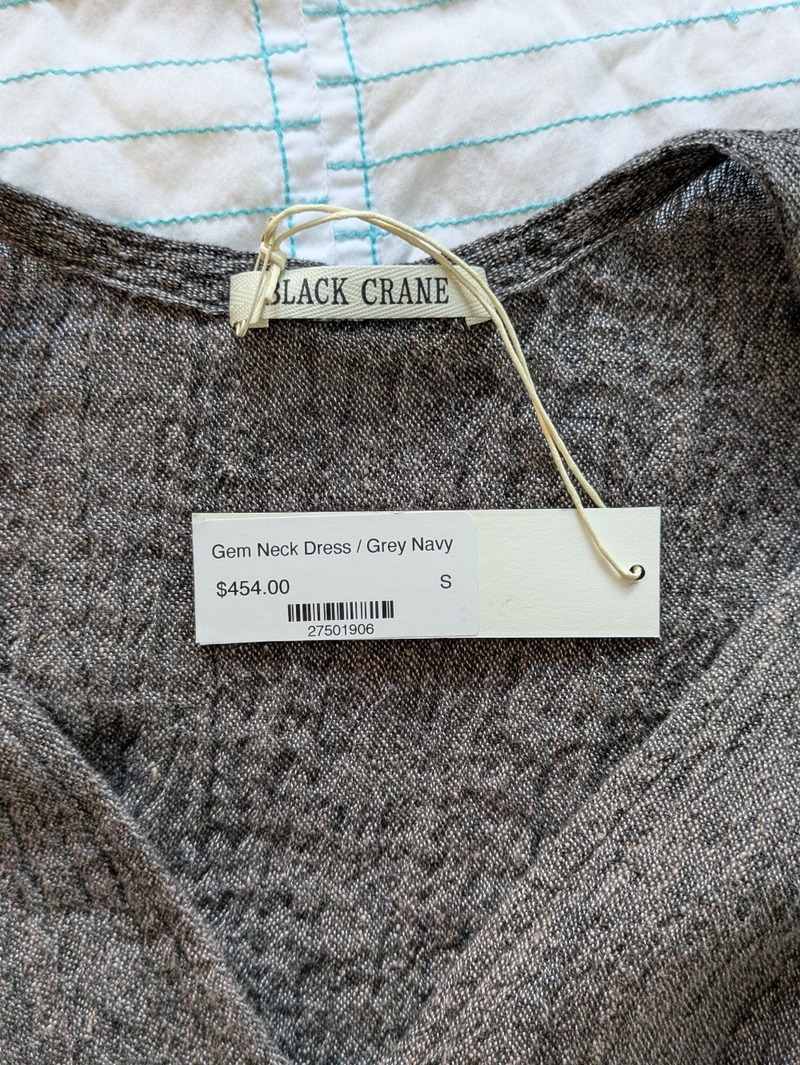 BLACK CRANE
Gem Neck Dress / Grey Navy
$454.00 S
27501906